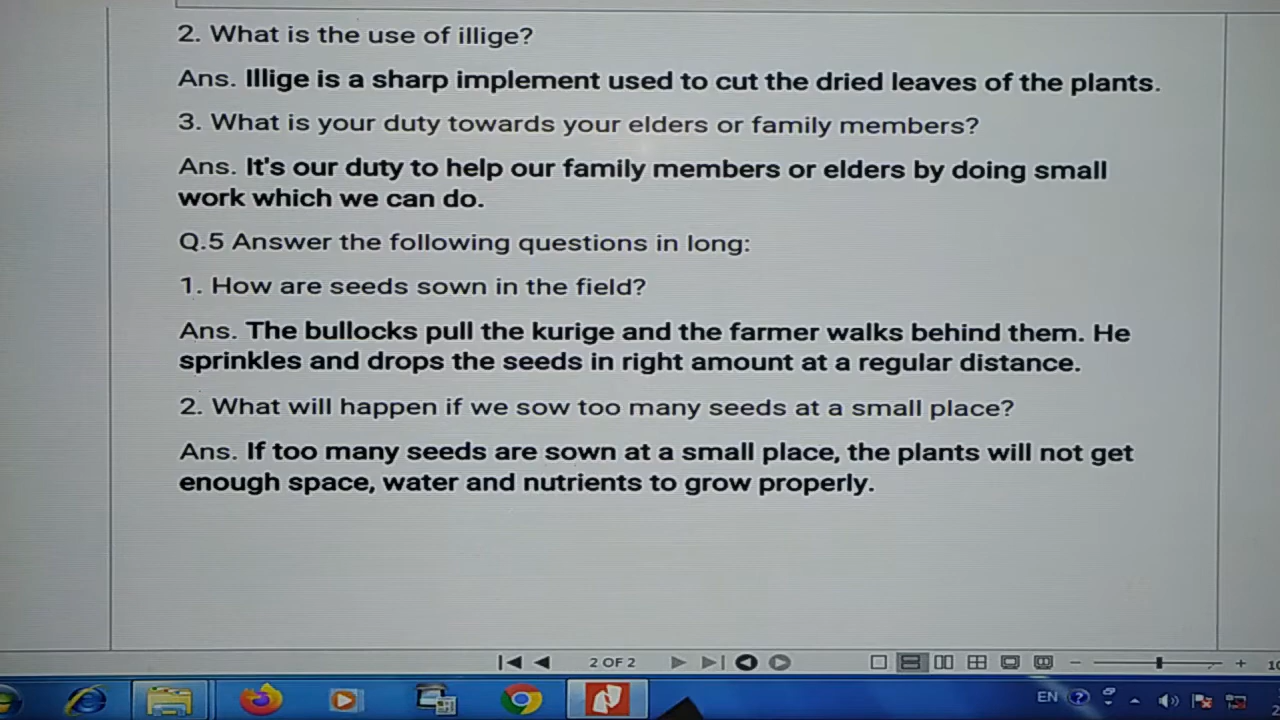 2. What is the use of illige?
Ans. Illige is a sharp implement used to cut the dried leaves of the plants.
3. What is your duty towards your elders or family members?
Ans. It's our duty to help our family members or elders by doing small
work which we can do.
Q.5 Answer the following questions in long:
1. How are seeds sown in the field?
Ans. The bullocks pull the kurige and the farmer walks behind them. He
sprinkles and drops the seeds in right amount at a regular distance.
2. What will happen if we sow too many seeds at a small place?
Ans. If too many seeds are sown at a small place, the plants will not get
enough space, water and nutrients to grow properly.
2 OF 2
EN